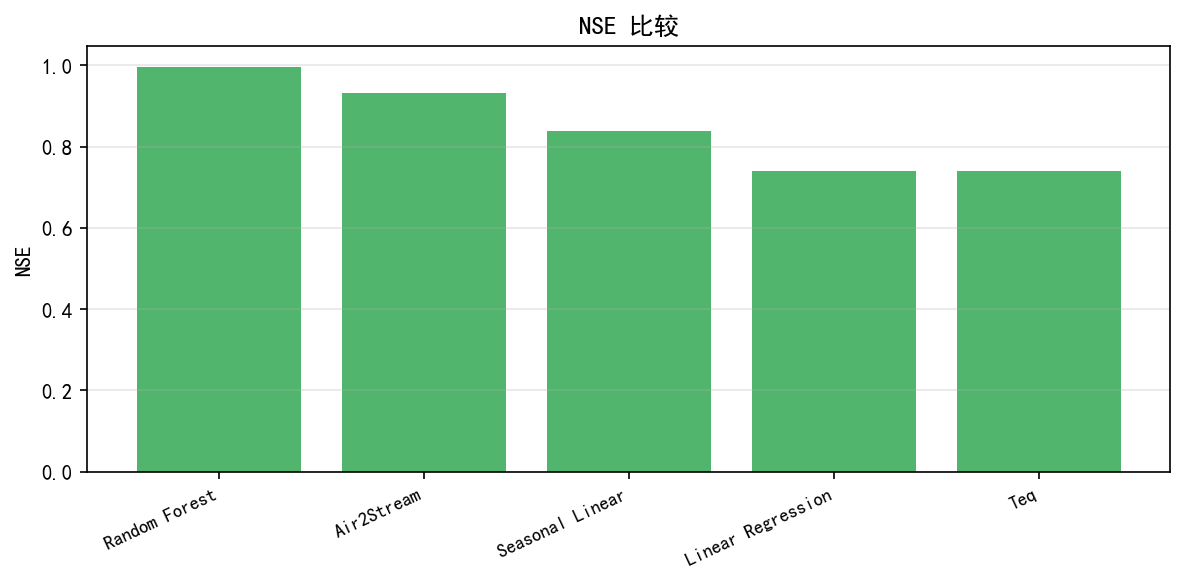 NSE 比较
NSE
1.0
0.8
0.6
0.4
0.2
0.0
Random Forest
Air2Stream
Seasonal Linear
Linear Regression
Teq